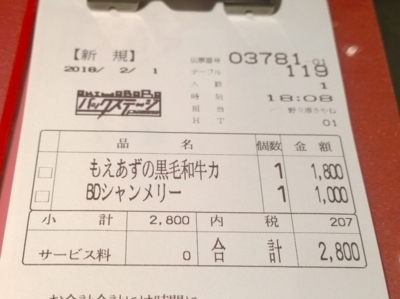 【新 規】
伝票番号 03781-01
2018/ 2/ 1
テーブル 119
人数 1
時刻 18:08
担当
HT 01
バックステージ
品 名 個数 金 額
もえあずの黒毛和牛カ 1 1,800
BDシャンメリー 1 1,000
小 計 2,800 内 税 207
サービス料 0 合 計 2,800